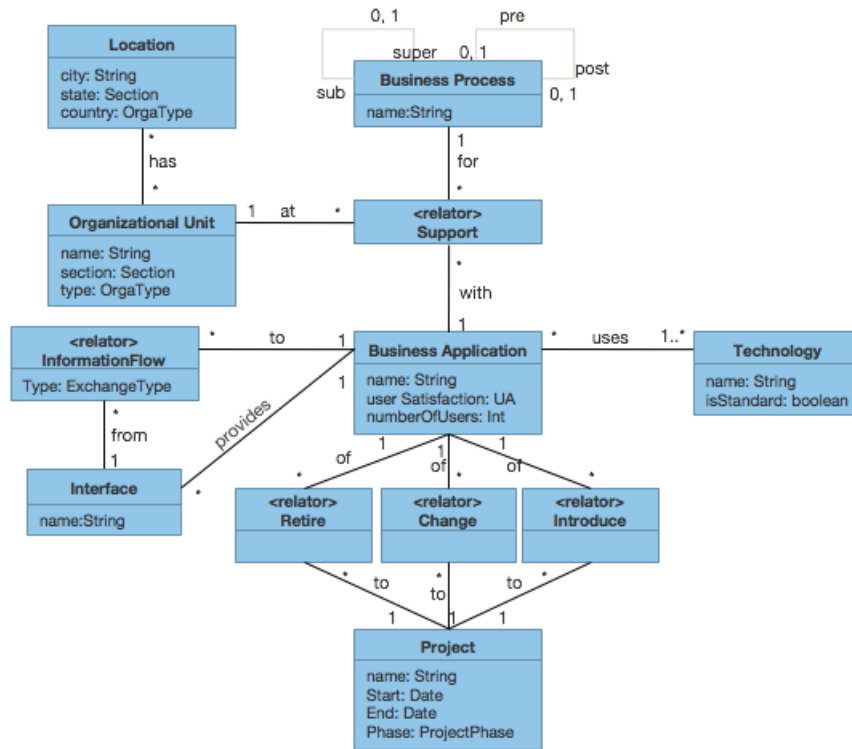 0, 1
pre
super
0, 1
Location
city: String
state: Section
country: OrgaType
Business Process
name:String
sub
post
0, 1
*
has
*
1
for
*
Organizational Unit
name: String
section: Section
type: OrgaType
1 at *
<relator>
Support
*
with
1
<relator>
InformationFlow
Type: ExchangeType
* to 1
1
Business Application
name: String
user Satisfaction: UA
numberOfUsers: Int
* uses 1..*
Technology
name: String
isStandard: boolean
*
from
1
provides
*
Interface
name:String
1 1 1
of of of
* * *
<relator>
Retire
<relator>
Change
<relator>
Introduce
* * *
to to to
1 1 1
Project
name: String
Start: Date
End: Date
Phase: ProjectPhase